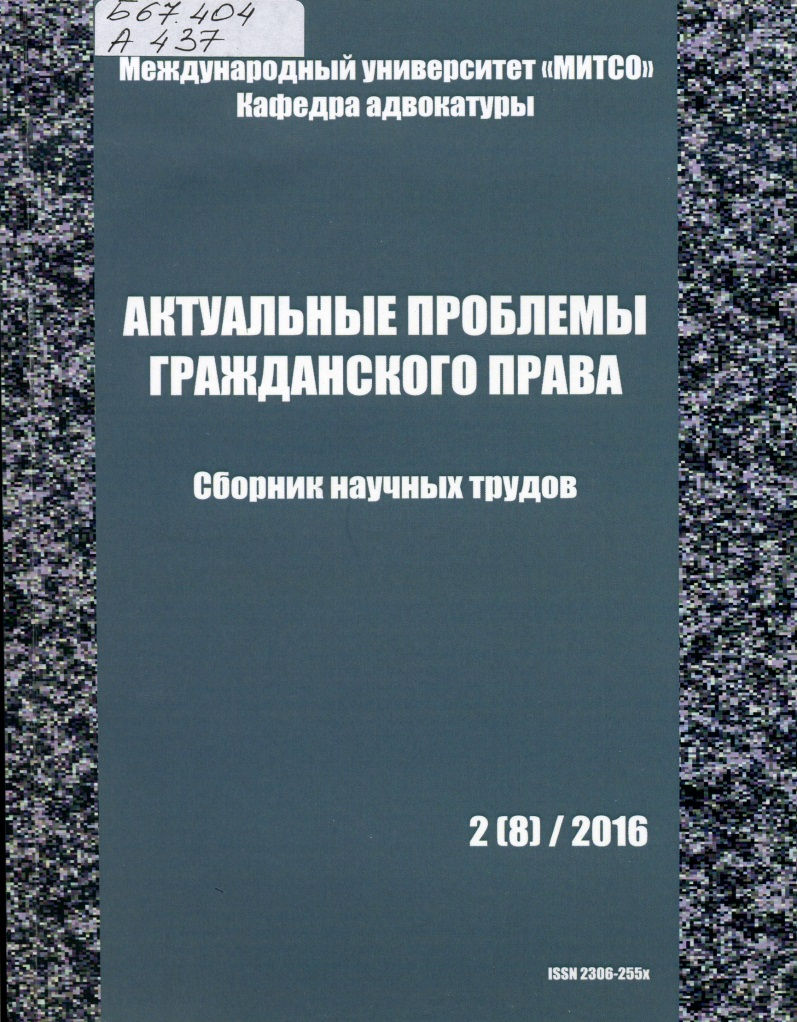 Б67.404
А 437
Международный университет «МИТСО»
Кафедра адвокатуры
АКТУАЛЬНЫЕ ПРОБЛЕМЫ
ГРАЖДАНСКОГО ПРАВА
Сборник научных трудов
2 (8) / 2016
ISSN 2306-255x